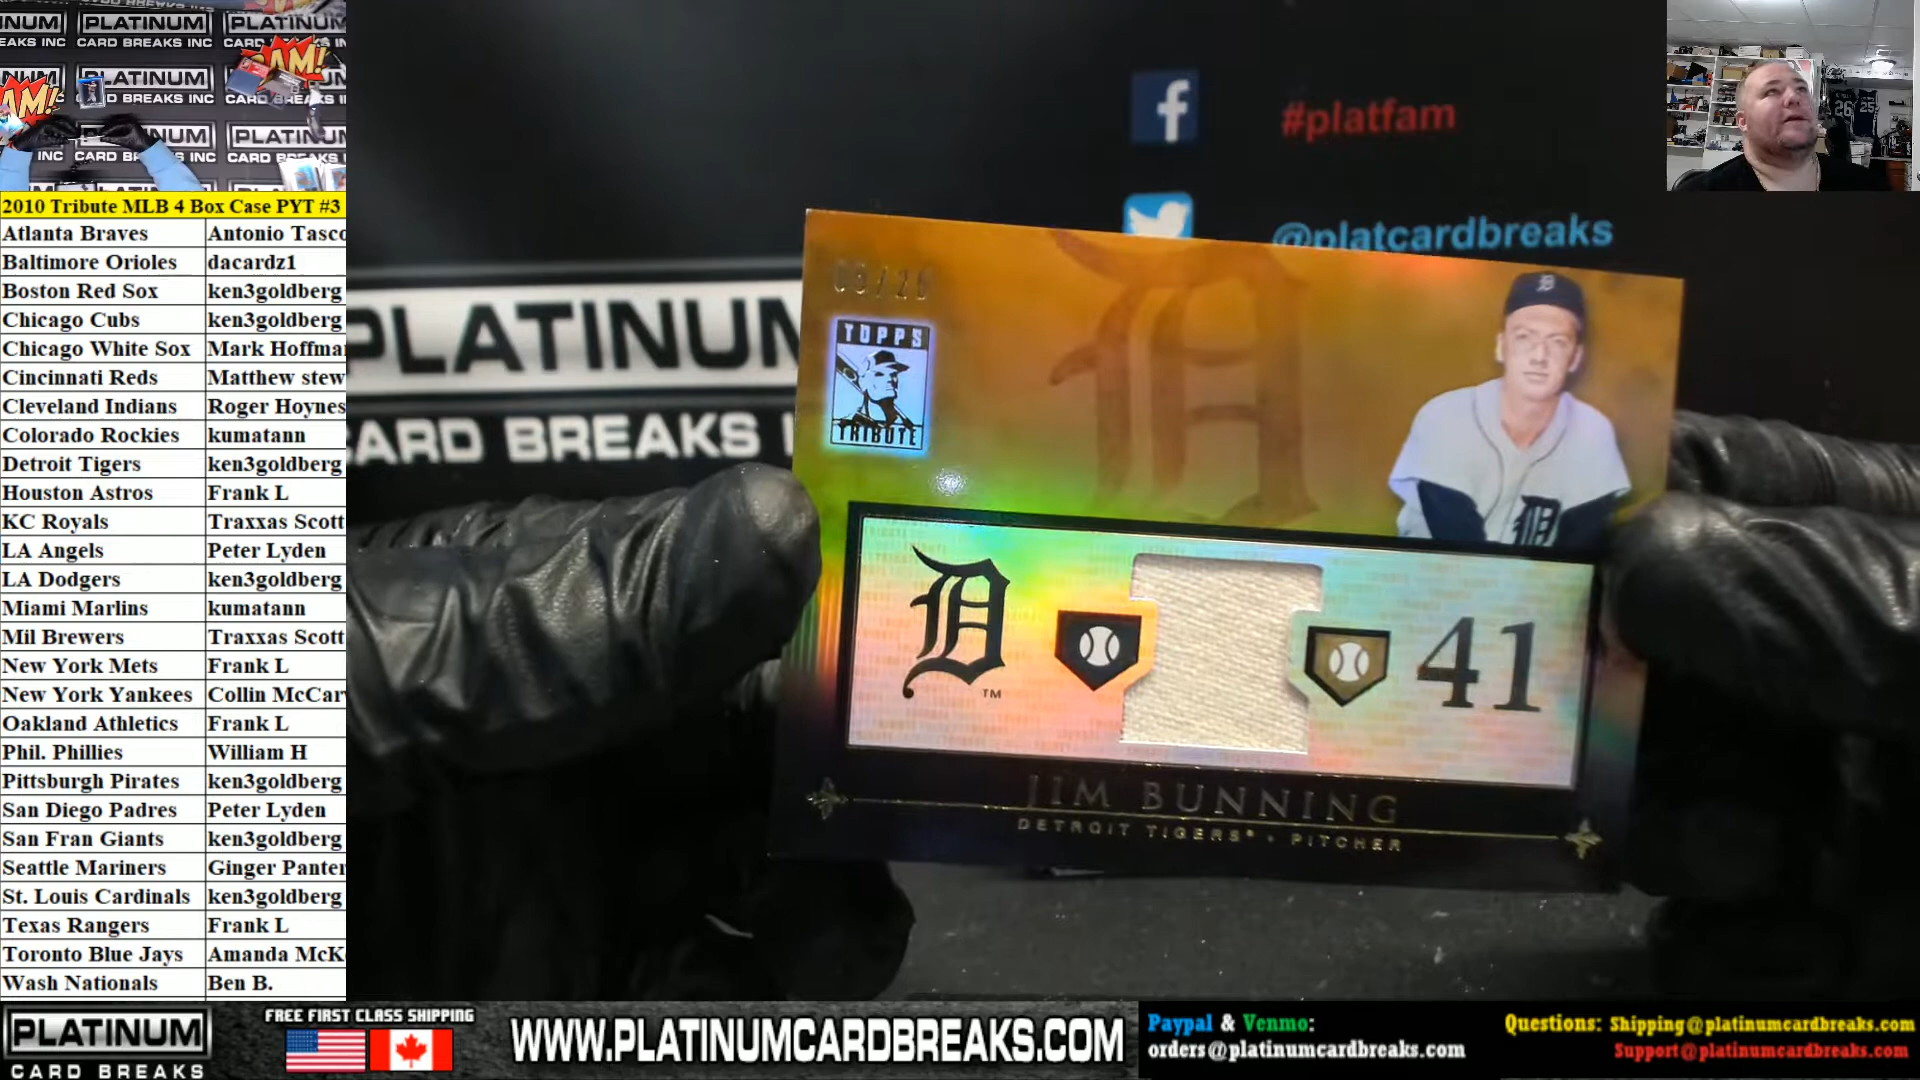 PLATINUM
CARD BREAKS INC
#platfam
@platcardbreaks
2010 Tribute MLB 4 Box Case PYT #3
Atlanta Braves Antonio Tasco
Baltimore Orioles dacardz1
Boston Red Sox ken3goldberg
Chicago Cubs ken3goldberg
Chicago White Sox Mark Hoffma
Cincinnati Reds Matthew stew
Cleveland Indians Roger Hoynes
Colorado Rockies kumatann
Detroit Tigers ken3goldberg
Houston Astros Frank L
KC Royals Traxxas Scott
LA Angels Peter Lyden
LA Dodgers ken3goldberg
Miami Marlins kumatann
Mil Brewers Traxxas Scott
New York Mets Frank L
New York Yankees Collin McCar
Oakland Athletics Frank L
Phil. Phillies William H
Pittsburgh Pirates ken3goldberg
San Diego Padres Peter Lyden
San Fran Giants ken3goldberg
Seattle Mariners Ginger Panter
St. Louis Cardinals ken3goldberg
Texas Rangers Frank L
Toronto Blue Jays Amanda McK
Wash Nationals Ben B.
PLATINUM
CARD BREAKS
TOPPS
TRIBUTE
D
TM
41
JIM BUNNING
DETROIT TIGERS • PITCHER
PLATINUM
CARD BREAKS
FREE FIRST CLASS SHIPPING
WWW.PLATINUMCARDBREAKS.COM
Paypal & Venmo:
orders@platinumcardbreaks.com
Questions: Shipping@platinumcardbreaks.com
Support@platinumcardbreaks.com